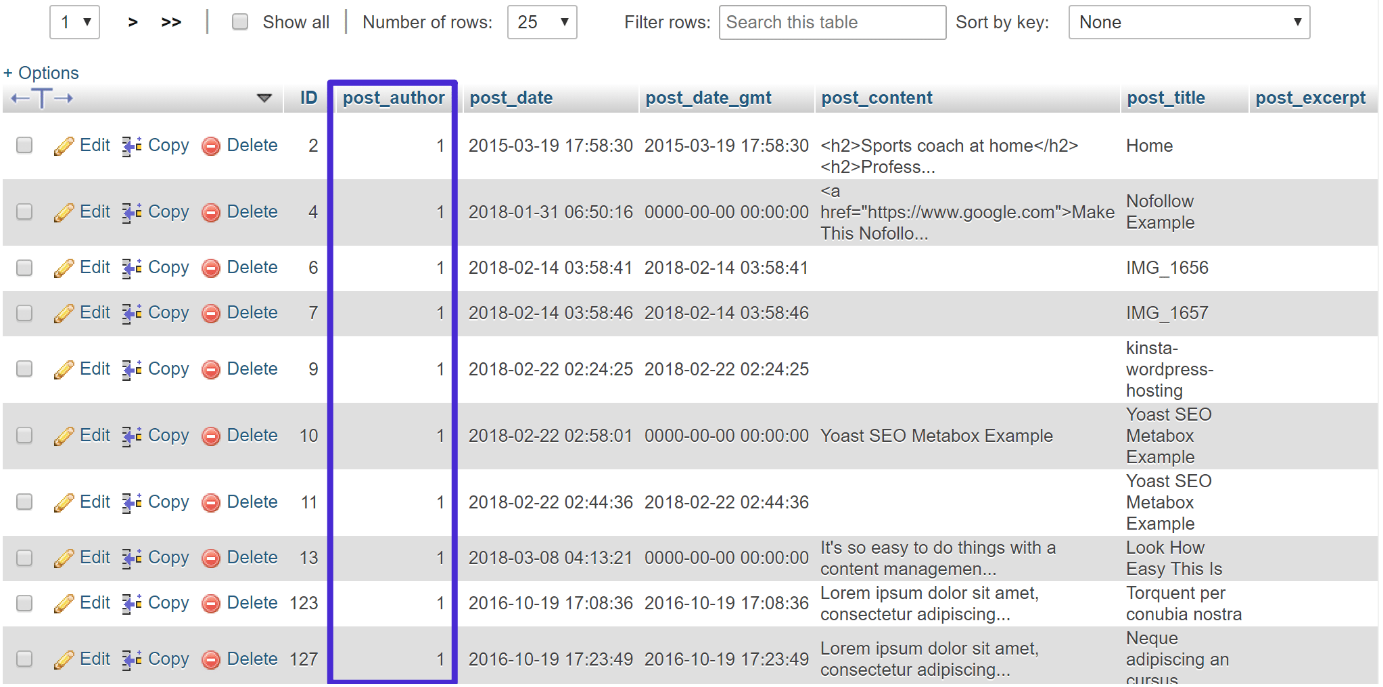 1 > >> Show all Number of rows: 25 Filter rows: Search this table Sort by key: None
+ Options
ID post_author post_date post_date_gmt post_content post_title post_excerpt
Edit Copy Delete 2 1 2015-03-19 17:58:30 2015-03-19 17:58:30 <h2>Sports coach at home</h2> Home
<h2>Profess...
<a
Edit Copy Delete 4 1 2018-01-31 06:50:16 0000-00-00 00:00:00 href="https://www.google.com">Make Nofollow
This Nofollo... Example
Edit Copy Delete 6 1 2018-02-14 03:58:41 2018-02-14 03:58:41 IMG_1656
Edit Copy Delete 7 1 2018-02-14 03:58:46 2018-02-14 03:58:46 IMG_1657
kinsta-
Edit Copy Delete 9 1 2018-02-22 02:24:25 2018-02-22 02:24:25 wordpress-
hosting
Yoast SEO
Edit Copy Delete 10 1 2018-02-22 02:58:01 0000-00-00 00:00:00 Yoast SEO Metabox Example Metabox
Example
Yoast SEO
Edit Copy Delete 11 1 2018-02-22 02:44:36 2018-02-22 02:44:36 Metabox
Example
Edit Copy Delete 13 1 2018-03-08 04:13:21 0000-00-00 00:00:00 It's so easy to do things with a Look How
content managemen... Easy This Is
Edit Copy Delete 123 1 2016-10-19 17:08:36 2016-10-19 17:08:36 Lorem ipsum dolor sit amet, Torquent per
consectetur adipiscing... conubia nostra
Neque
Edit Copy Delete 127 1 2016-10-19 17:23:49 2016-10-19 17:23:49 Lorem ipsum dolor sit amet, adipiscing an
consectetur adipiscing... cursus